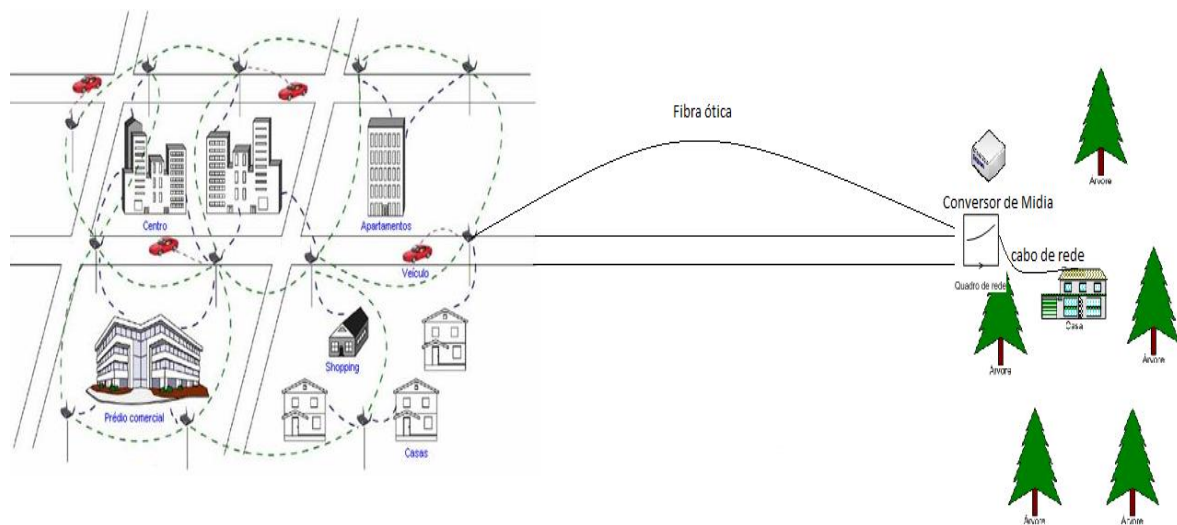 Fibra ótica
Árvore
Conversor de Midia
Centro
Apartamentos
Veículo
cabo de rede
Quadro de rede
Casa
Árvore
Árvore
Shopping
Prédio comercial
Casas
Árvore
Árvore